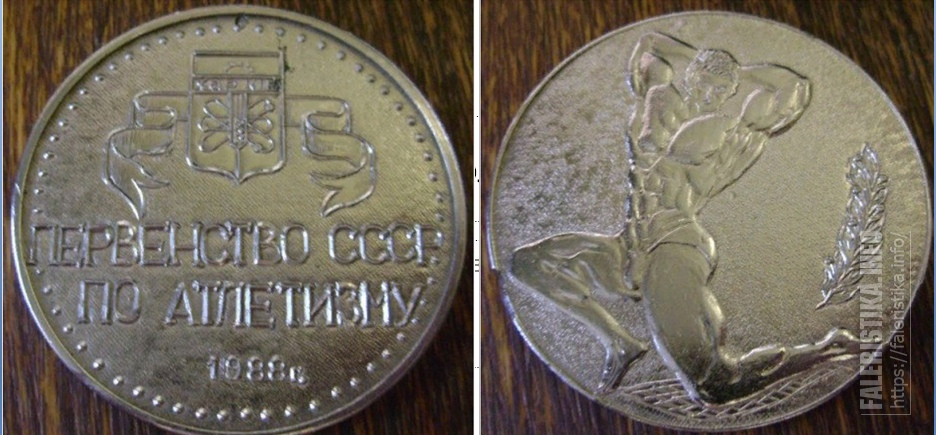 ПЕРВЕНСТВО СССР
ПО АТЛЕТИЗМУ
1988г.
FALERISTIKA.INFO
https://faleristika.info/